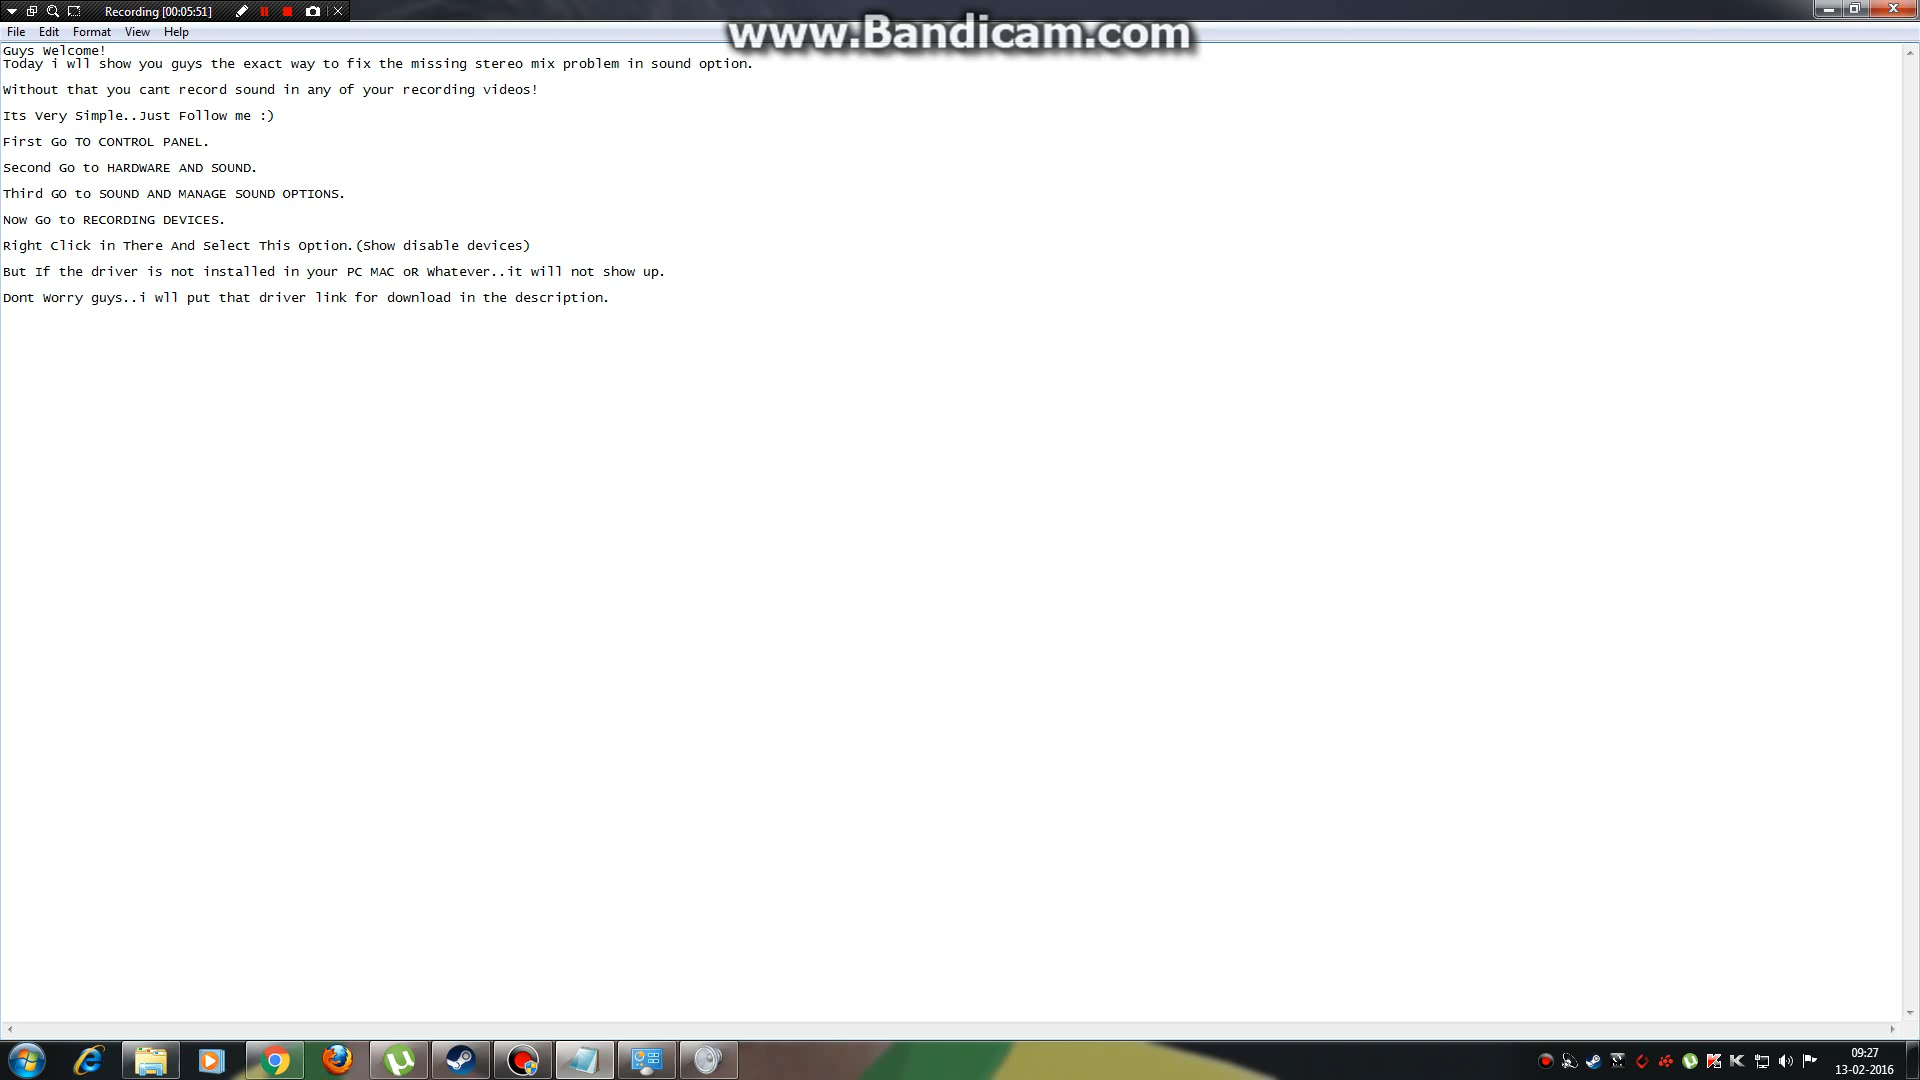 Recording [00:05:51]
www.Bandicam.com
File Edit Format View Help
Guys Welcome!
Today i wll show you guys the exact way to fix the missing stereo mix problem in sound option.
Without that you cant record sound in any of your recording videos!
Its Very Simple..Just Follow me :)
First Go TO CONTROL PANEL.
Second Go to HARDWARE AND SOUND.
Third GO to SOUND AND MANAGE SOUND OPTIONS.
Now Go to RECORDING DEVICES.
Right Click in There And Select This Option.(Show disable devices)
But If the driver is not installed in your PC MAC oR Whatever..it will not show up.
Dont Worry guys..i wll put that driver link for download in the description.
09:27
13-02-2016